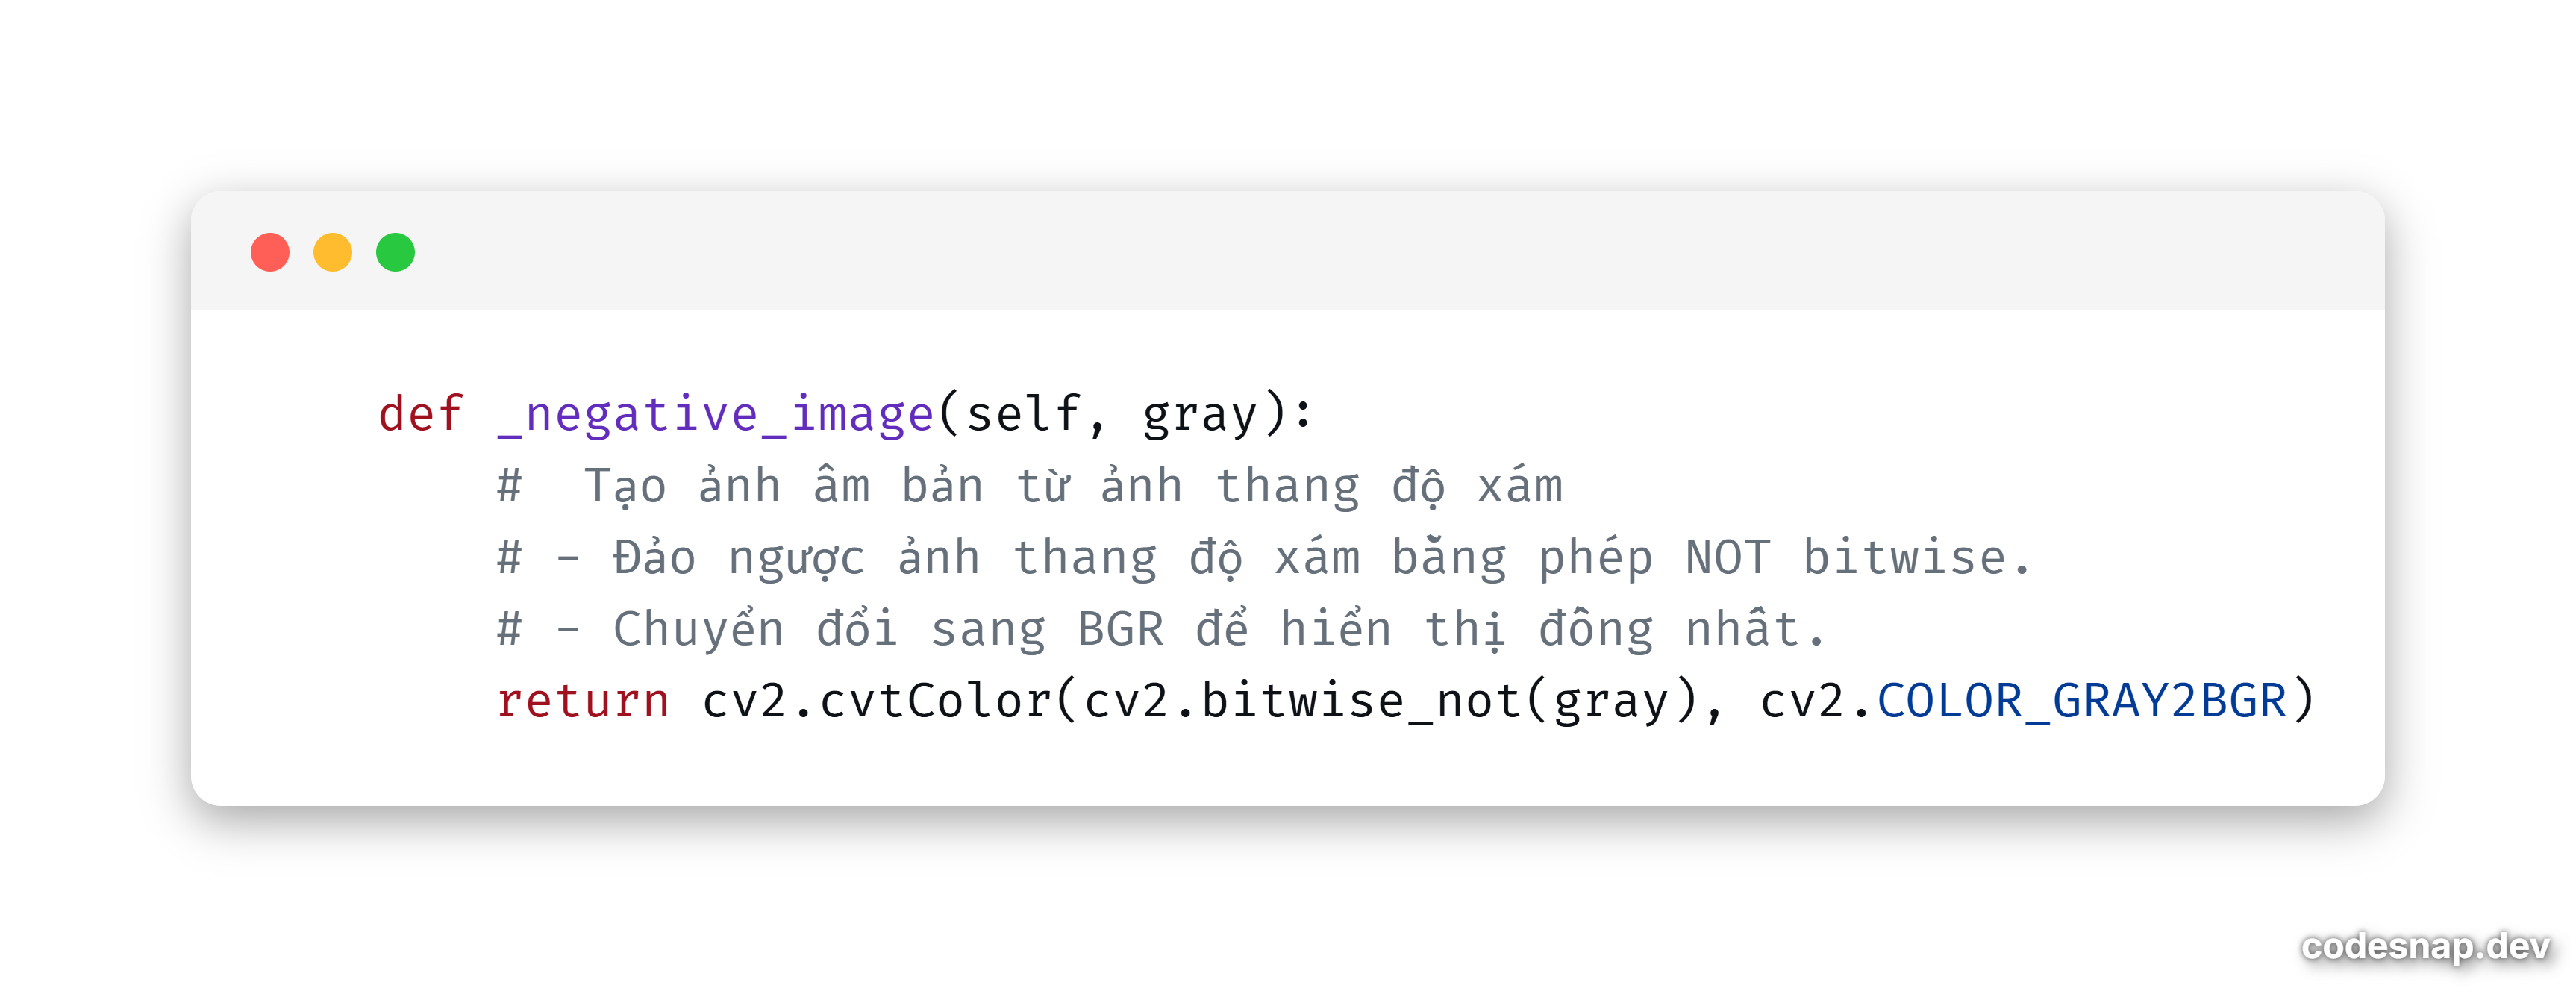 def _negative_image(self, gray):
#  Tạo ảnh âm bản từ ảnh thang độ xám
# - Đảo ngược ảnh thang độ xám bằng phép NOT bitwise.
# - Chuyển đổi sang BGR để hiển thị đồng nhất.
return cv2.cvtColor(cv2.bitwise_not(gray), cv2.COLOR_GRAY2BGR)
codesnap.dev